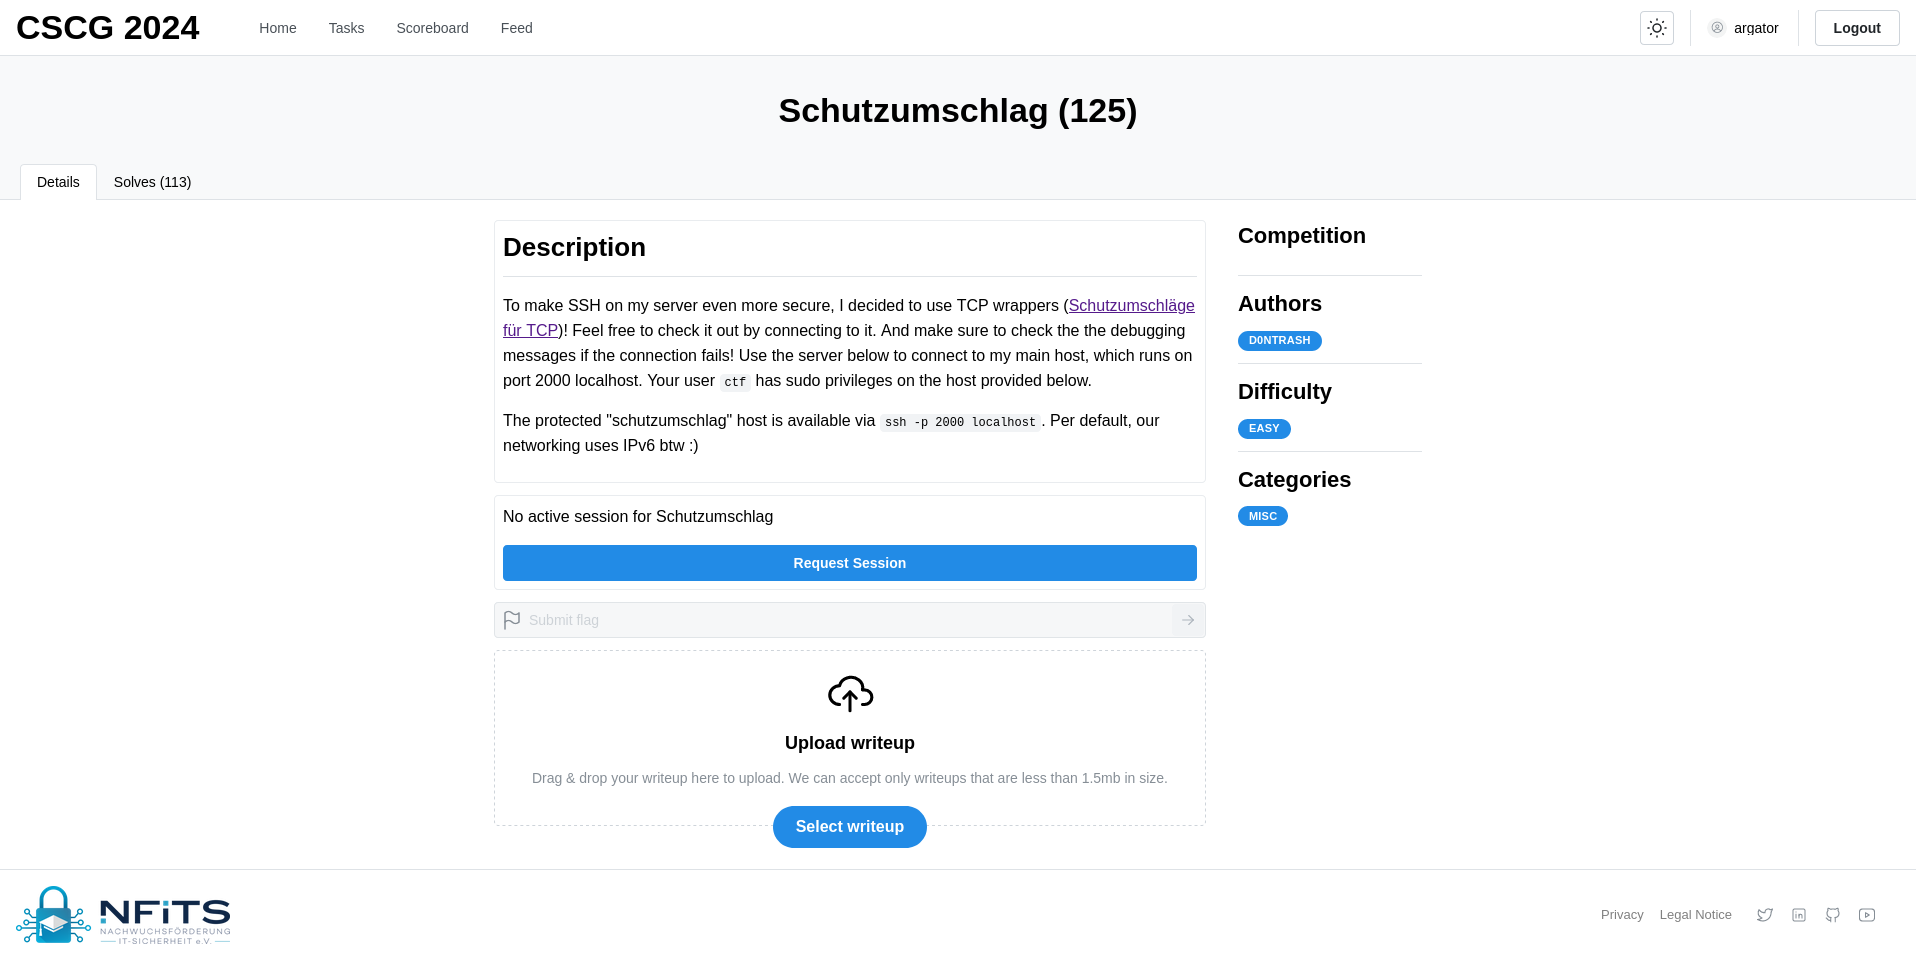 CSCG 2024
Home
Tasks
Scoreboard
Feed
argator
Logout
Schutzumschlag (125)
Details
Solves (113)
Description
To make SSH on my server even more secure, I decided to use TCP wrappers (Schutzumschläge
für TCP)! Feel free to check it out by connecting to it. And make sure to check the the debugging
messages if the connection fails! Use the server below to connect to my main host, which runs on
port 2000 localhost. Your user ctf has sudo privileges on the host provided below.
The protected "schutzumschlag" host is available via ssh -p 2000 localhost. Per default, our
networking uses IPv6 btw :)
No active session for Schutzumschlag
Request Session
Submit flag
Upload writeup
Drag & drop your writeup here to upload. We can accept only writeups that are less than 1.5mb in size.
Select writeup
Competition
Authors
D0NTRASH
Difficulty
EASY
Categories
MISC
NFiTS
NACHWUCHSFÖRDERUNG
IT-SICHERHEIT e.V.
Privacy
Legal Notice